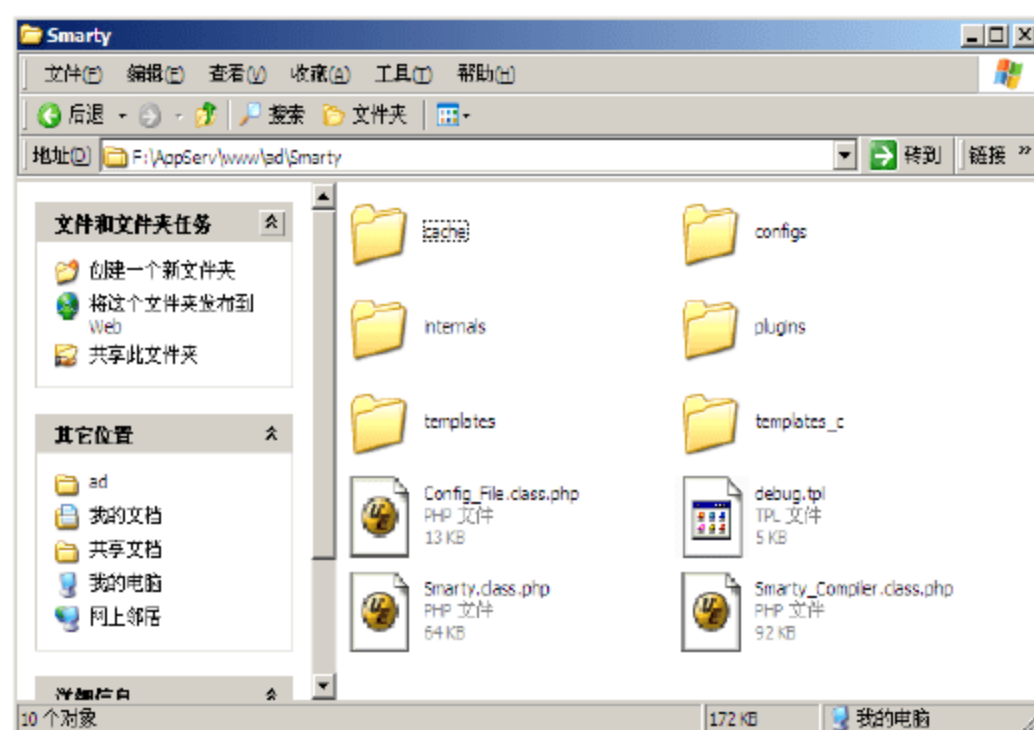 Smarty
文件(F) 编辑(E) 查看(V) 收藏(A) 工具(T) 帮助(H)
后退 搜索 文件夹
地址(D) F:\AppServ\www\ad\Smarty 转到 链接 »
文件和文件夹任务
创建一个新文件夹
将这个文件夹发布到
Web
共享此文件夹
其它位置
ad
我的文档
共享文档
我的电脑
网上邻居
详细信息
cache
configs
internals
plugins
templates
templates_c
Config_File.class.php
PHP 文件
13 KB
debug.tpl
TPL 文件
5 KB
Smarty.class.php
PHP 文件
64 KB
Smarty_Compiler.class.php
PHP 文件
92 KB
10 个对象 172 KB 我的电脑